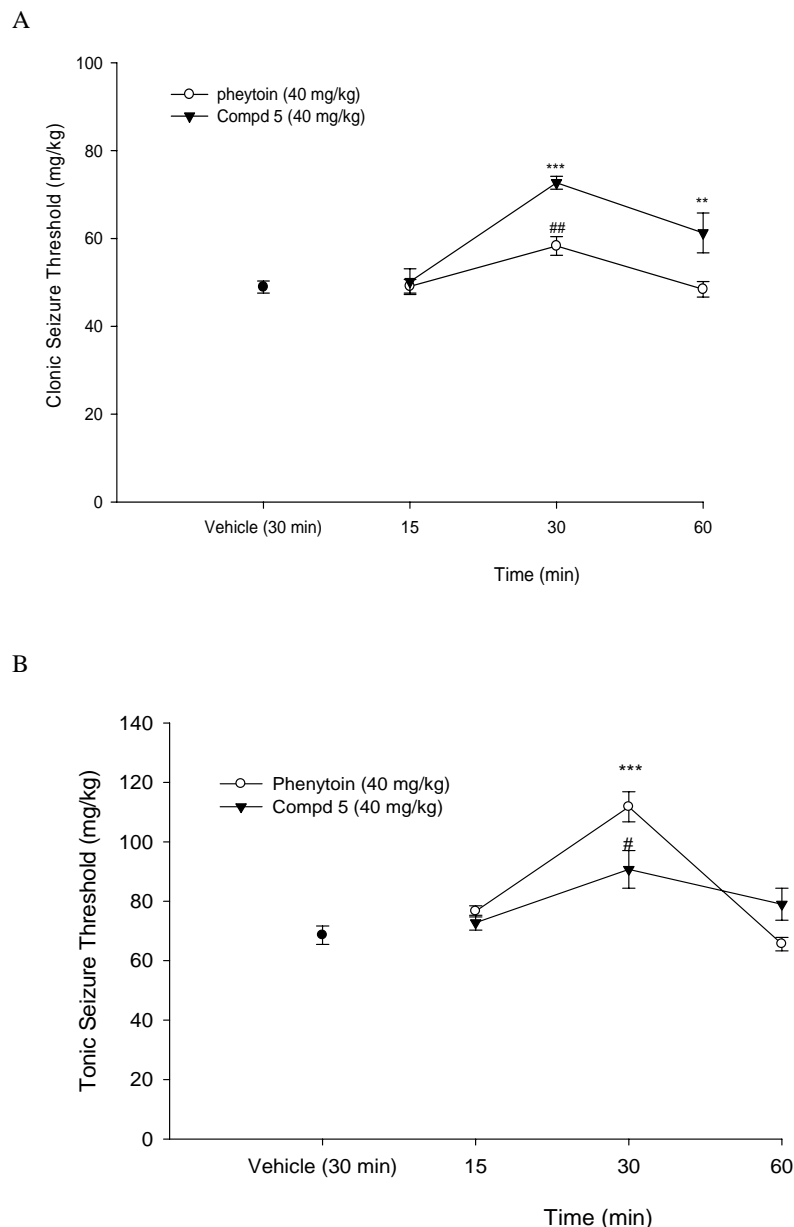 A
Clonic Seizure Threshold (mg/kg)
100
80
60
40
20
0
pheytoin (40 mg/kg)
Compd 5 (40 mg/kg)
***
**
##
Vehicle (30 min) 15 30 60
Time (min)
B
Tonic Seizure Threshold (mg/kg)
140
120
100
80
60
40
20
0
Phenytoin (40 mg/kg)
Compd 5 (40 mg/kg)
***
#
Vehicle (30 min) 15 30 60
Time (min)